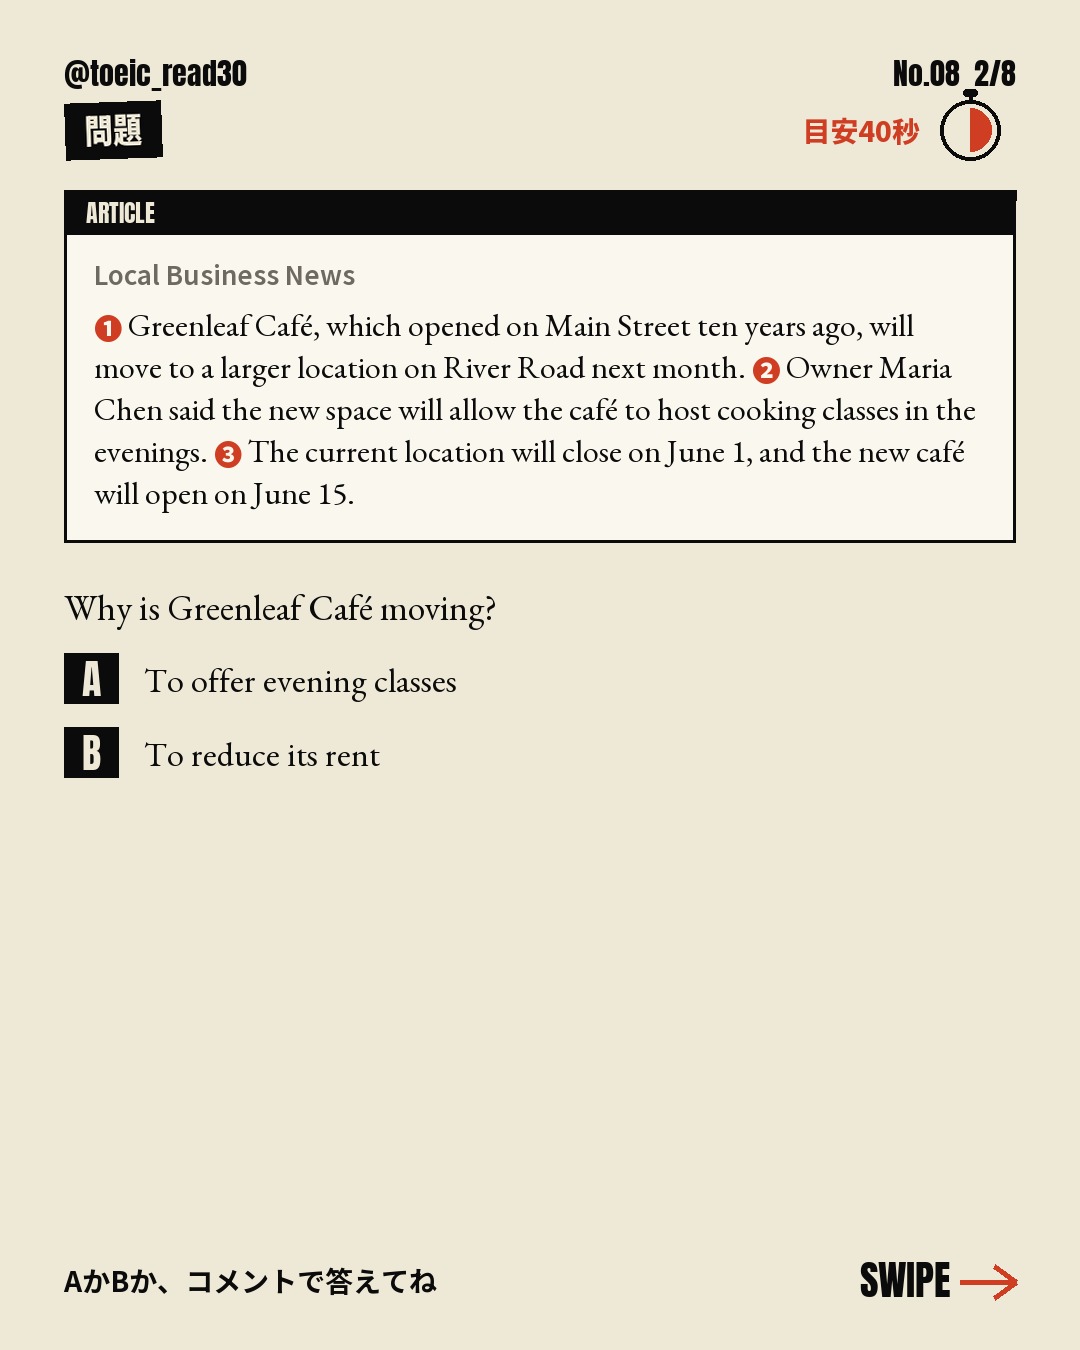 @toeic_read30
No.08 2/8
問題
目安40秒
ARTICLE
Local Business News
❶ Greenleaf Café, which opened on Main Street ten years ago, will
move to a larger location on River Road next month. ❷ Owner Maria
Chen said the new space will allow the café to host cooking classes in the
evenings. ❸ The current location will close on June 1, and the new café
will open on June 15.
Why is Greenleaf Café moving?
A To offer evening classes
B To reduce its rent
AかBか、コメントで答えてね
SWIPE